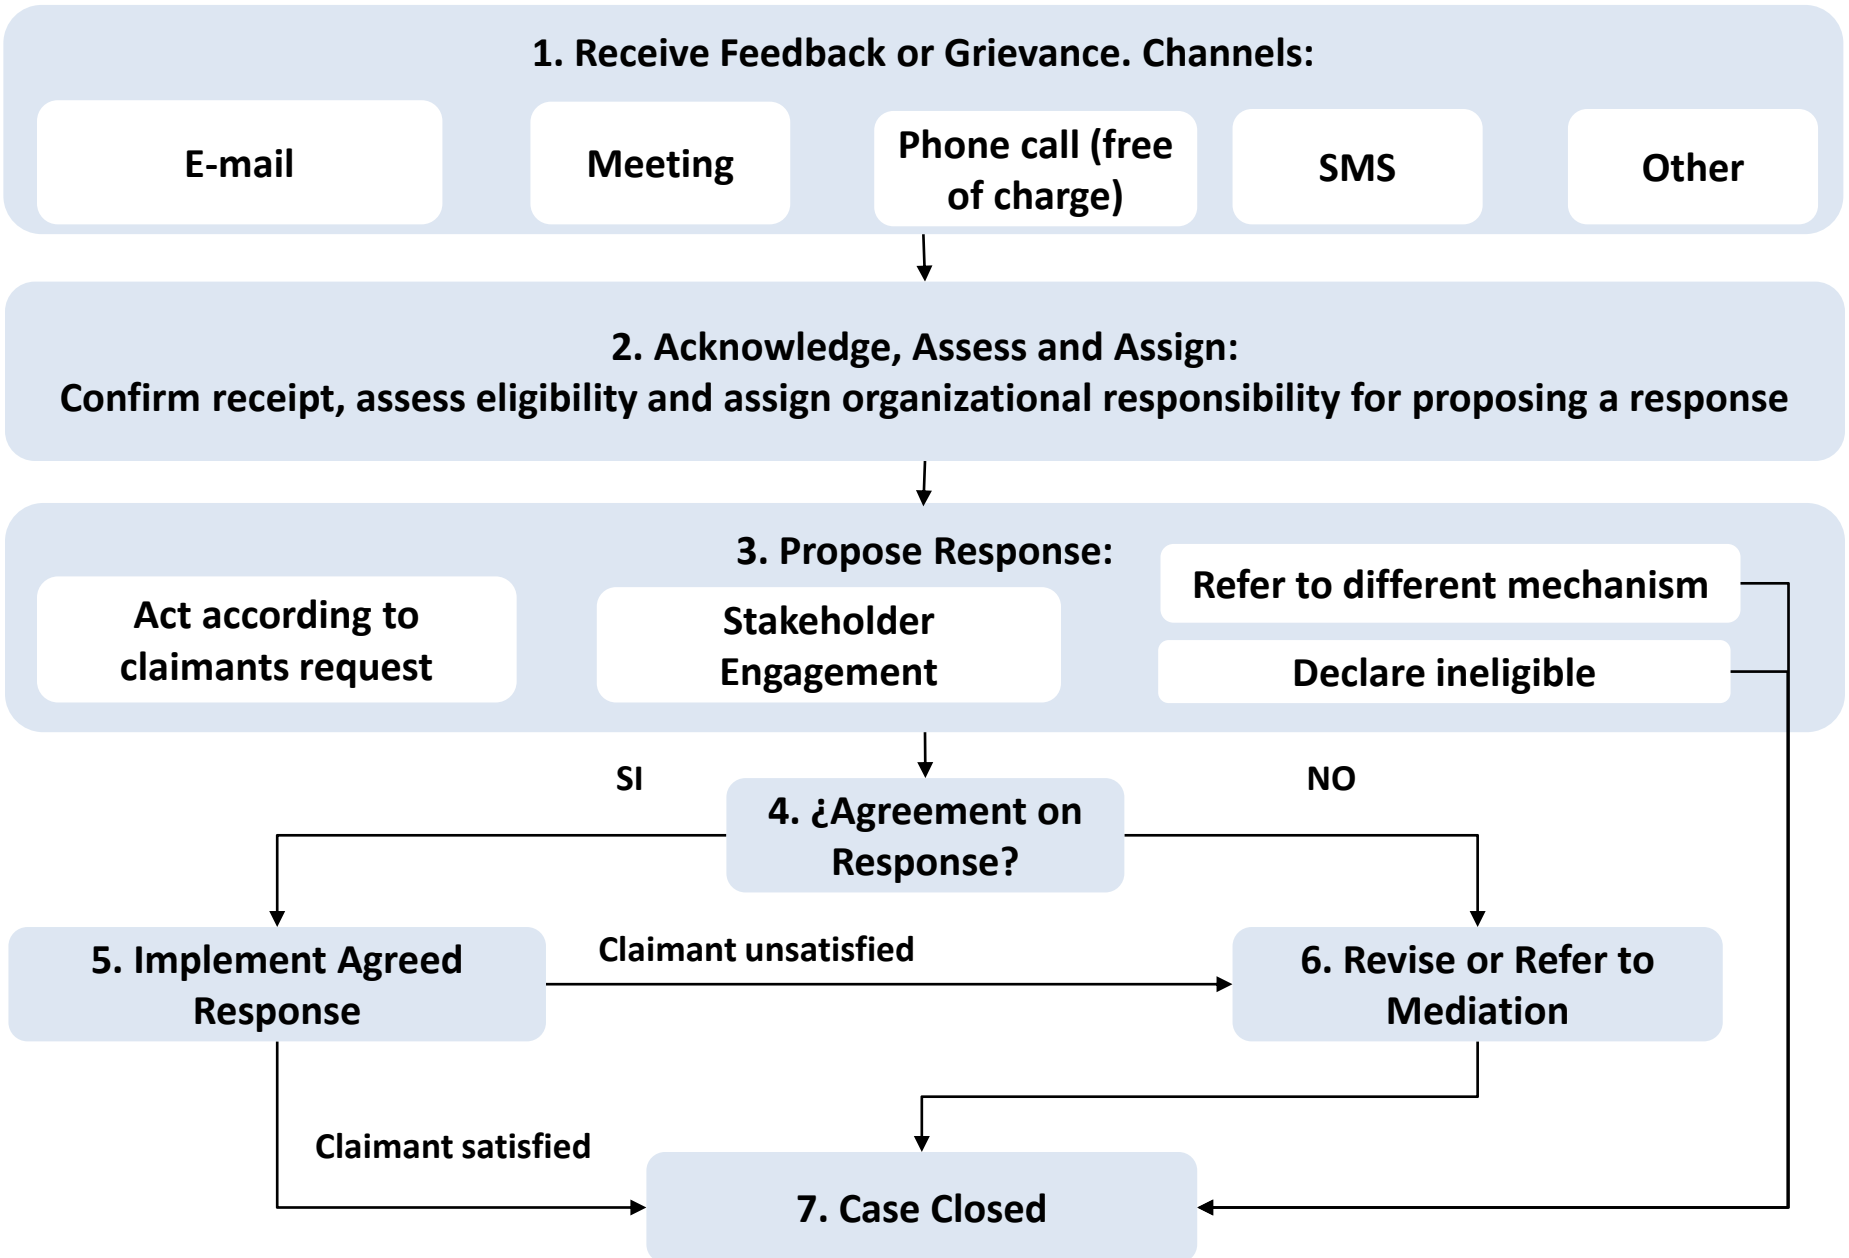 1. Receive Feedback or Grievance. Channels:
E-mail
Meeting
Phone call (free
of charge)
SMS
Other
2. Acknowledge, Assess and Assign:
Confirm receipt, assess eligibility and assign organizational responsibility for proposing a response
3. Propose Response:
Act according to
claimants request
Stakeholder
Engagement
Refer to different mechanism
Declare ineligible
SI
NO
4. ¿Agreement on
Response?
5. Implement Agreed
Response
Claimant unsatisfied
6. Revise or Refer to
Mediation
Claimant satisfied
7. Case Closed